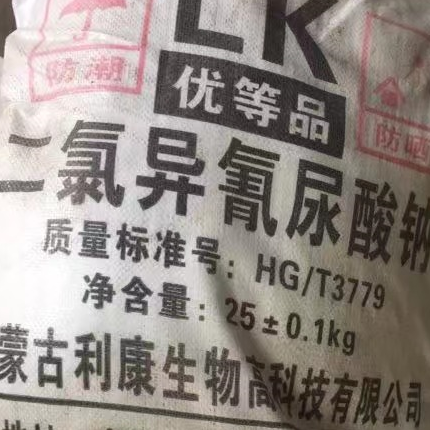 LK
防潮
优等品
防晒
二氯异氰尿酸钠
质量标准号：HG/T3779
净含量：25±0.1kg
蒙古利康生物高科技有限公司